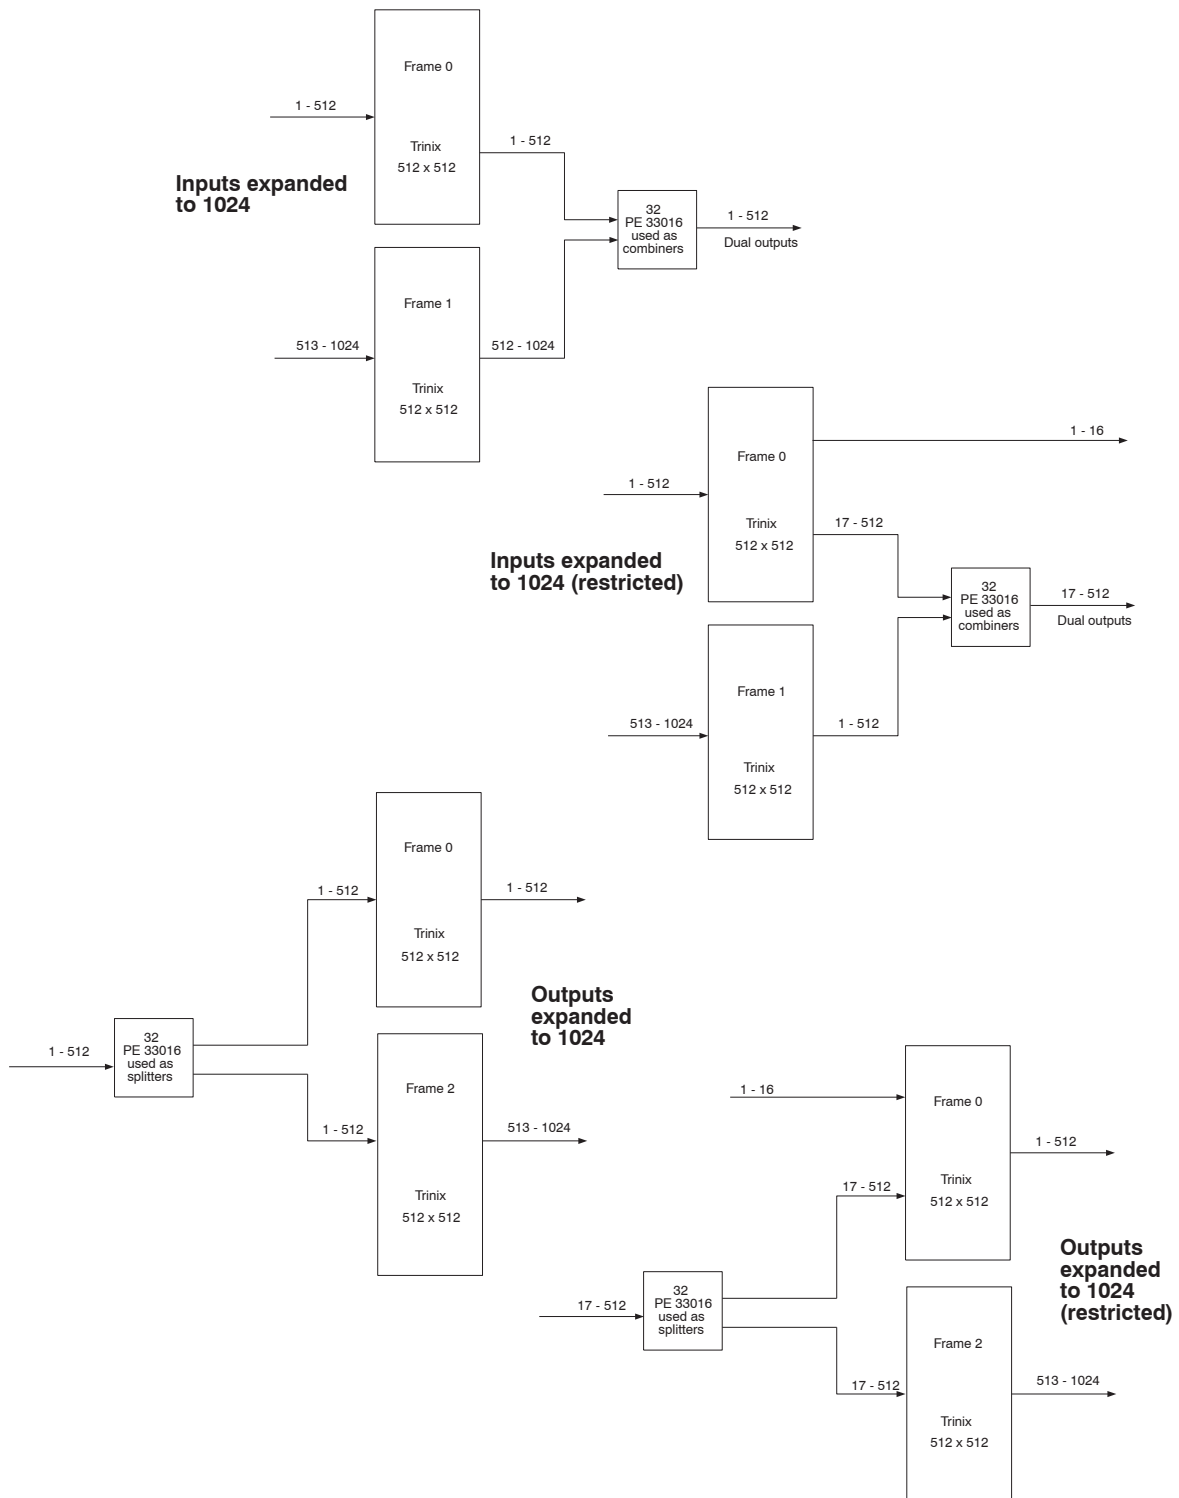 Frame 0
1 - 512
Trinix
512 x 512
1 - 512
Inputs expanded
to 1024
32
PE 33016
used as
combiners
1 - 512
Dual outputs
Frame 1
513 - 1024
512 - 1024
Trinix
512 x 512
1 - 16
Frame 0
1 - 512
Trinix
512 x 512
17 - 512
Inputs expanded
to 1024 (restricted)
32
PE 33016
used as
combiners
17 - 512
Dual outputs
Frame 1
513 - 1024
1 - 512
Trinix
512 x 512
Frame 0
1 - 512
1 - 512
Trinix
512 x 512
Outputs
expanded
to 1024
1 - 512
32
PE 33016
used as
splitters
Frame 2
1 - 512
513 - 1024
Trinix
512 x 512
1 - 16
Frame 0
1 - 512
Trinix
512 x 512
17 - 512
Outputs
expanded
to 1024
(restricted)
17 - 512
32
PE 33016
used as
splitters
Frame 2
17 - 512
513 - 1024
Trinix
512 x 512